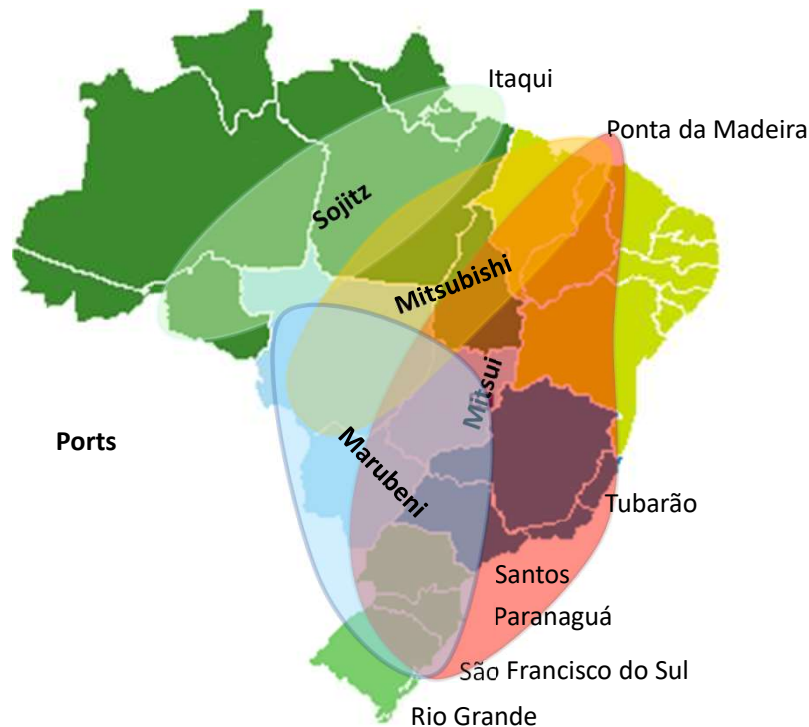 Itaqui
Ponta da Madeira
Sojitz
Mitsubishi
Mitsui
Ports
Marubeni
Tubarão
Santos
Paranaguá
São Francisco do Sul
Rio Grande